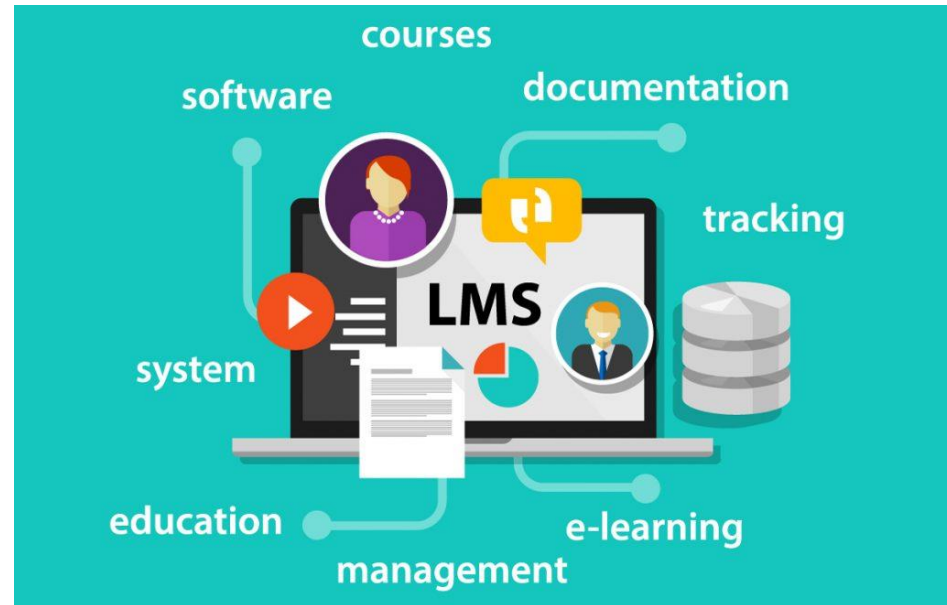 courses
software
documentation
tracking
LMS
system
education
e-learning
management